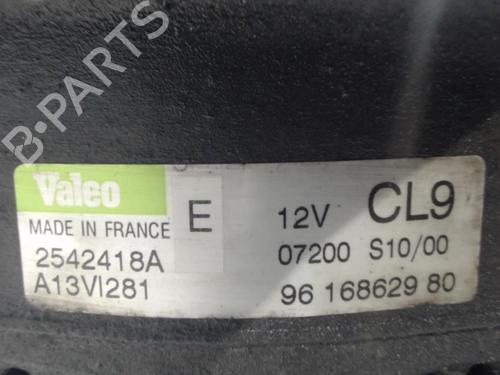 B-PARTS
Valeo
MADE IN FRANCE E 12V CL9
2542418A 07200 S10/00
A13VI281 96 168629 80